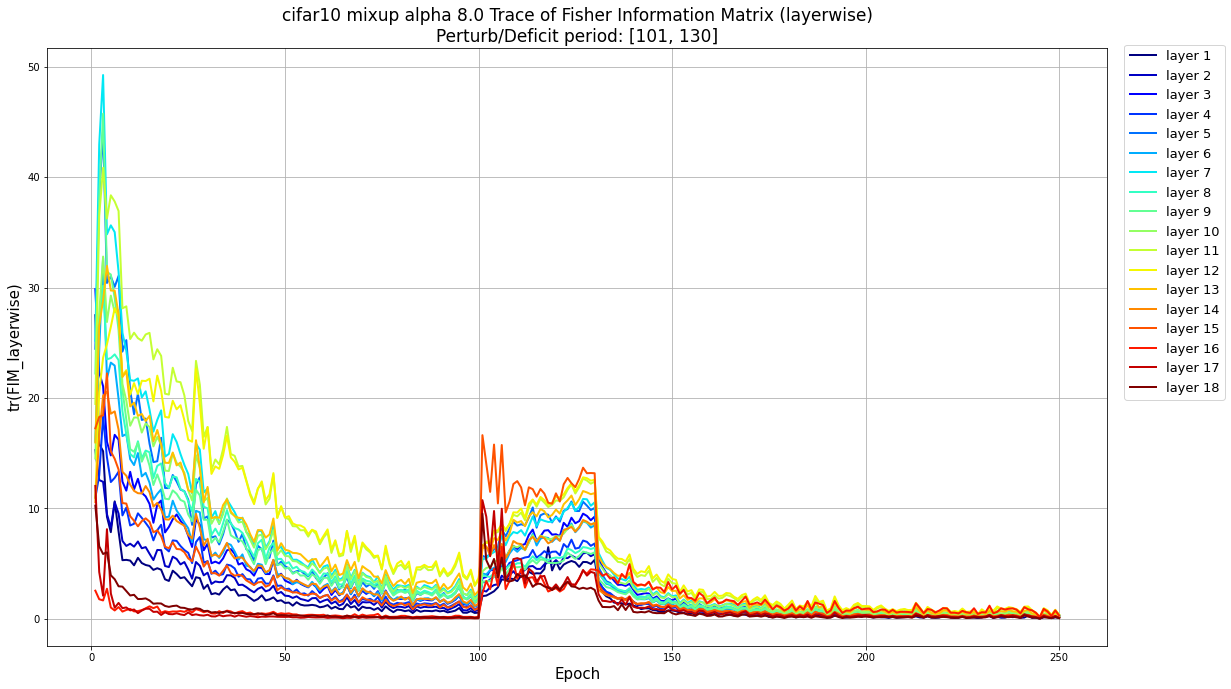 cifar10 mixup alpha 8.0 Trace of Fisher Information Matrix (layerwise)
Perturb/Deficit period: [101, 130]
tr(FIM_layerwise)
50
40
30
20
10
0
0 50 100 150 200 250
Epoch
layer 1
layer 2
layer 3
layer 4
layer 5
layer 6
layer 7
layer 8
layer 9
layer 10
layer 11
layer 12
layer 13
layer 14
layer 15
layer 16
layer 17
layer 18